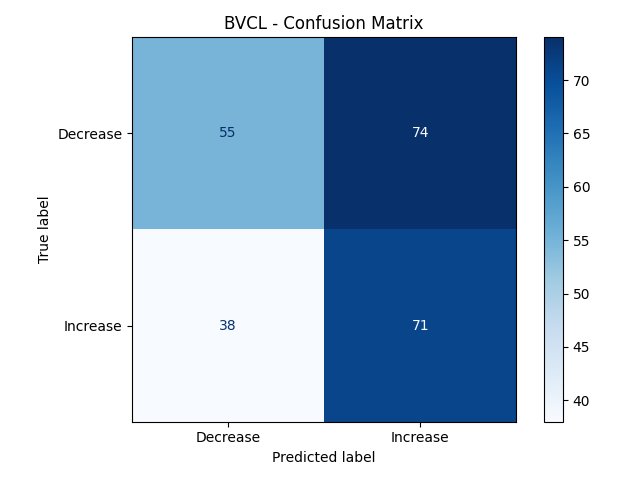 BVCL - Confusion Matrix
True label
Decrease
55
74
Increase
38
71
Decrease
Increase
Predicted label
70
65
60
55
50
45
40